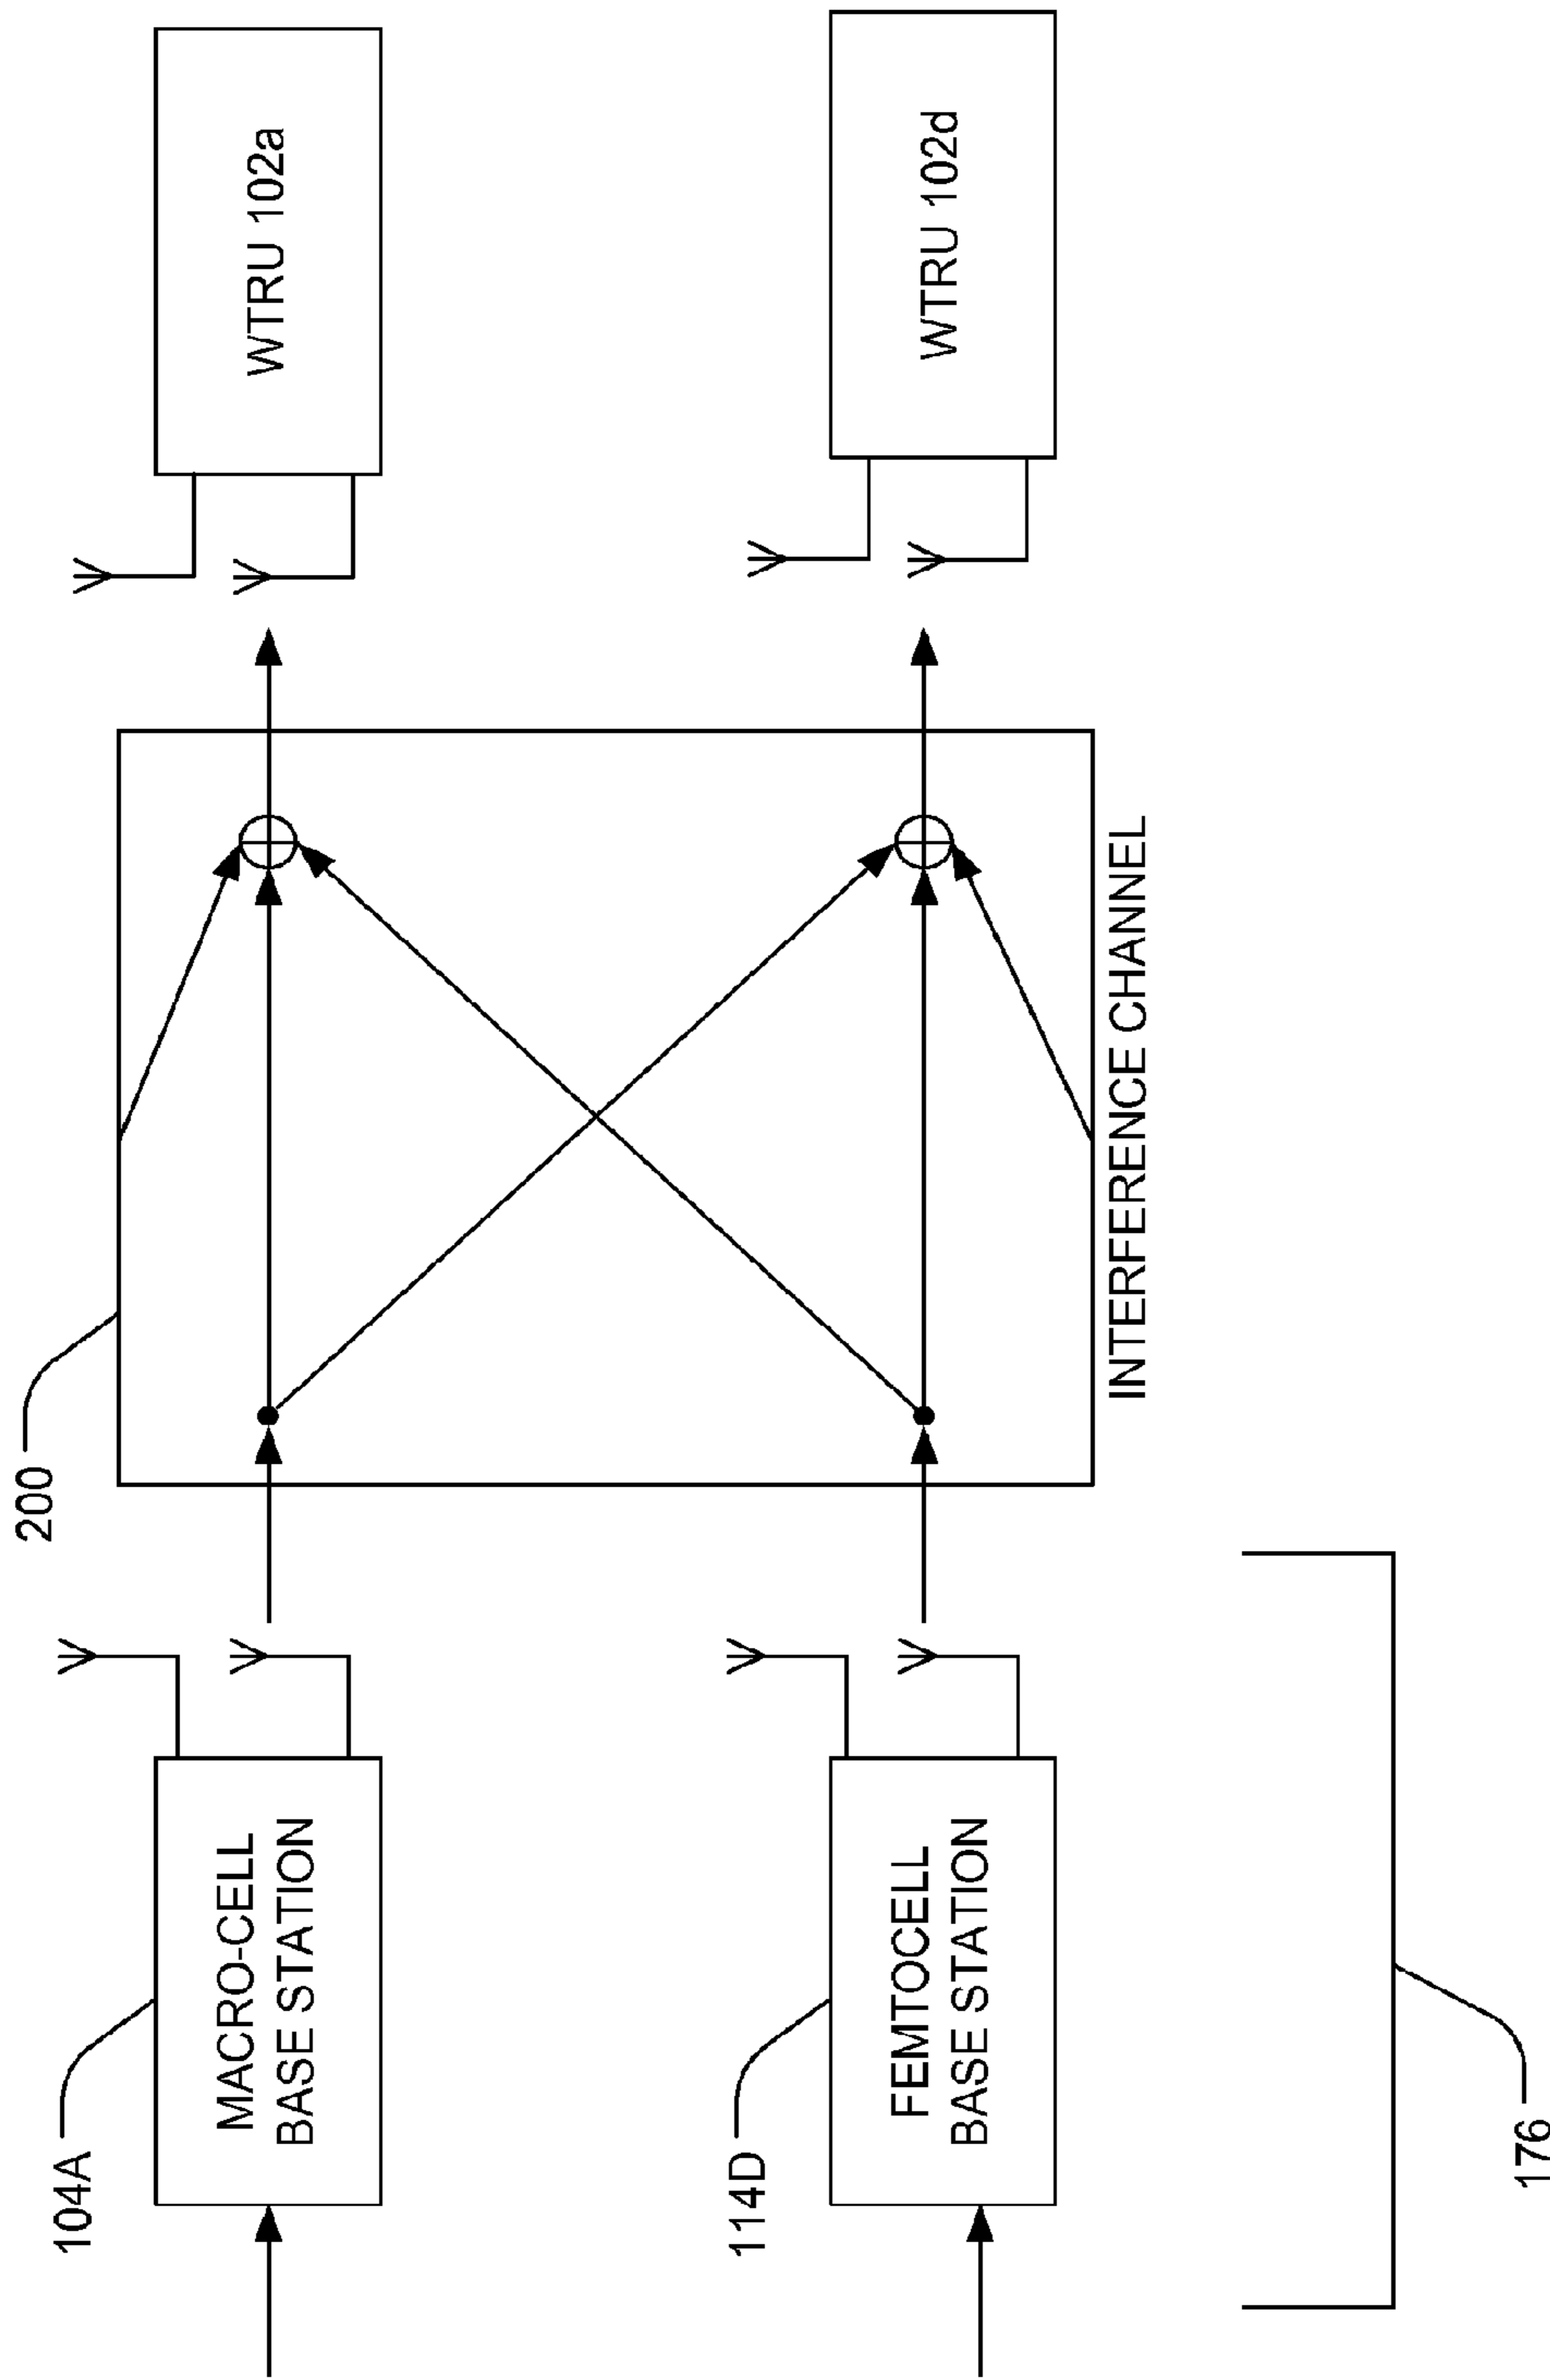 104A
MACRO-CELL
BASE STATION
200
WTRU 102a
114D
FEMTOCELL
BASE STATION
WTRU 102d
INTERFERENCE CHANNEL
176